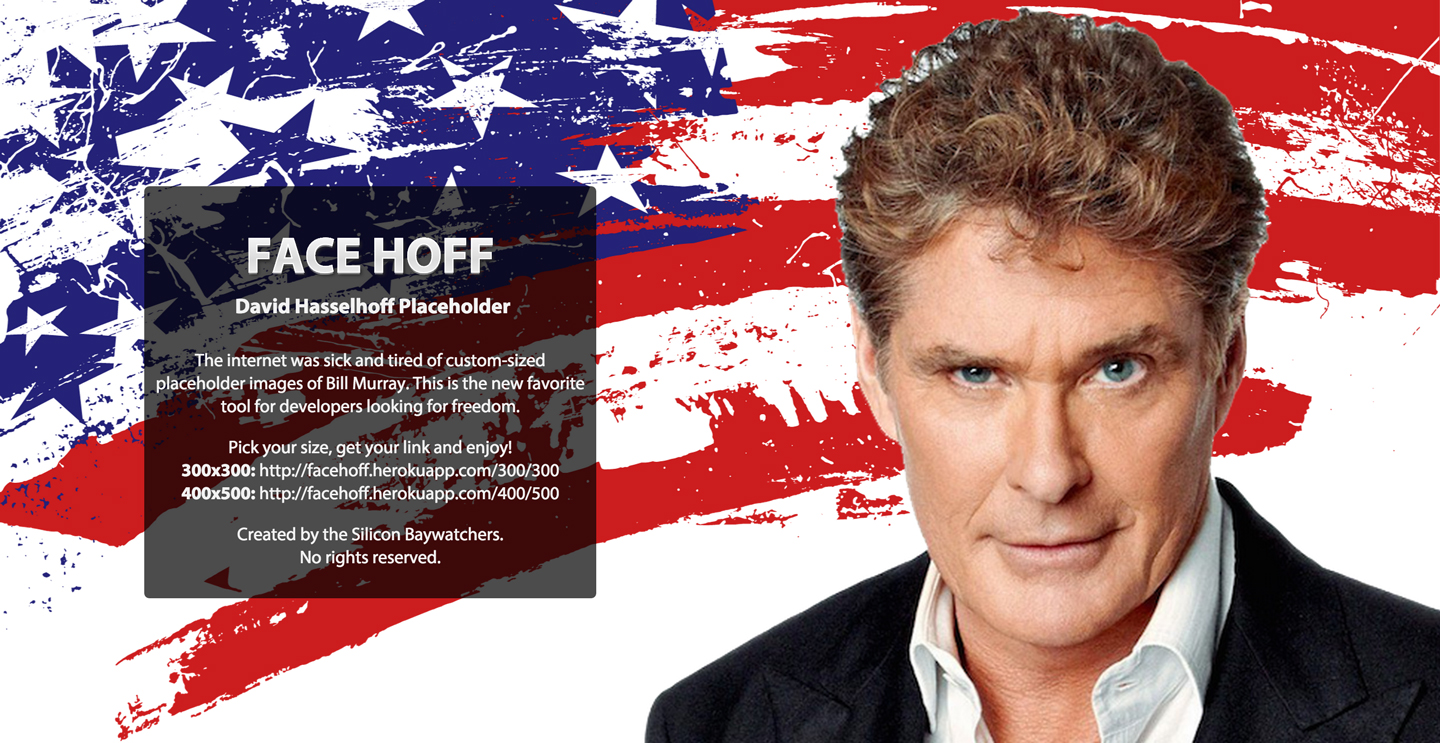 FACE HOFF
David Hasselhoff Placeholder
The internet was sick and tired of custom-sized
placeholder images of Bill Murray. This is the new favorite
tool for developers looking for freedom.
Pick your size, get your link and enjoy!
300x300: http://facehoff.herokuapp.com/300/300
400x500: http://facehoff.herokuapp.com/400/500
Created by the Silicon Baywatchers.
No rights reserved.